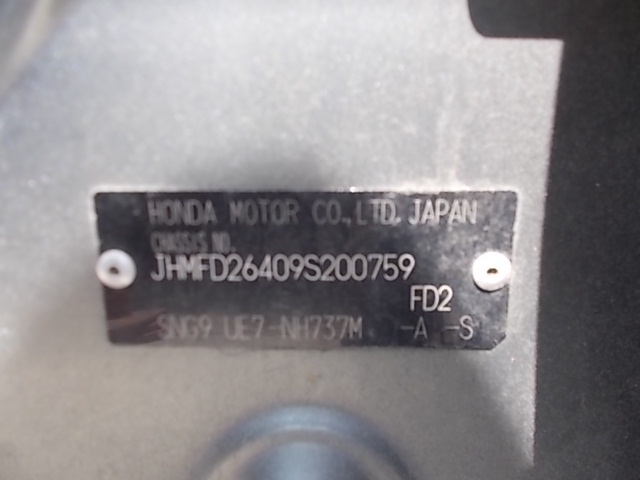 HONDA MOTOR CO.,LTD. JAPAN
CHASSIS NO.
JHMFD26409S200759
FD2
SNG9 UE7-NH737M -A -S